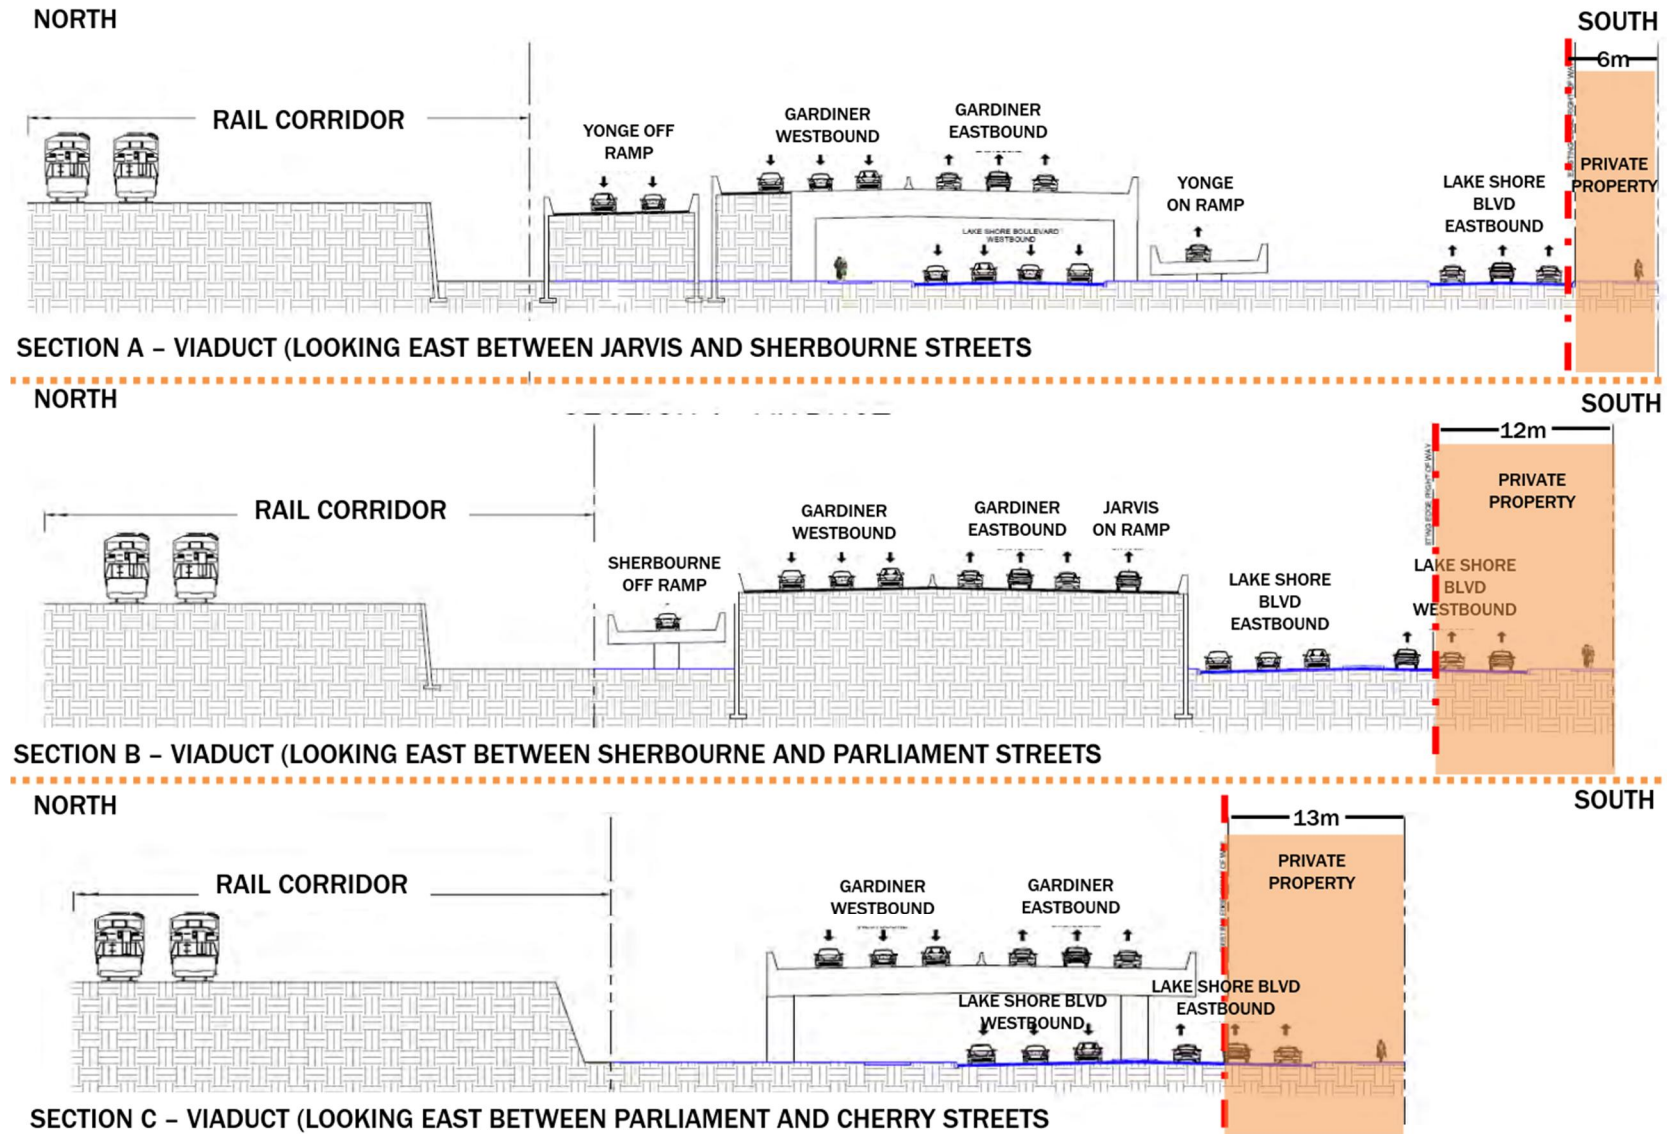 NORTH
SOUTH
6m
RAIL CORRIDOR
YONGE OFF
RAMP
GARDINER
WESTBOUND
GARDINER
EASTBOUND
YONGE
ON RAMP
LAKE SHORE BOULEVARD
WESTBOUND
LAKE SHORE
BLVD
EASTBOUND
PRIVATE
PROPERTY
SECTION A – VIADUCT (LOOKING EAST BETWEEN JARVIS AND SHERBOURNE STREETS
NORTH
SOUTH
12m
RAIL CORRIDOR
SHERBOURNE
OFF RAMP
GARDINER
WESTBOUND
GARDINER
EASTBOUND
JARVIS
ON RAMP
LAKE SHORE
BLVD
EASTBOUND
LAKE SHORE
BLVD
WESTBOUND
EDGE RIGHT OF WAY
PRIVATE
PROPERTY
SECTION B – VIADUCT (LOOKING EAST BETWEEN SHERBOURNE AND PARLIAMENT STREETS
NORTH
SOUTH
13m
RAIL CORRIDOR
GARDINER
WESTBOUND
GARDINER
EASTBOUND
LAKE SHORE BLVD
WESTBOUND
LAKE SHORE BLVD
EASTBOUND
PRIVATE
PROPERTY
SECTION C – VIADUCT (LOOKING EAST BETWEEN PARLIAMENT AND CHERRY STREETS